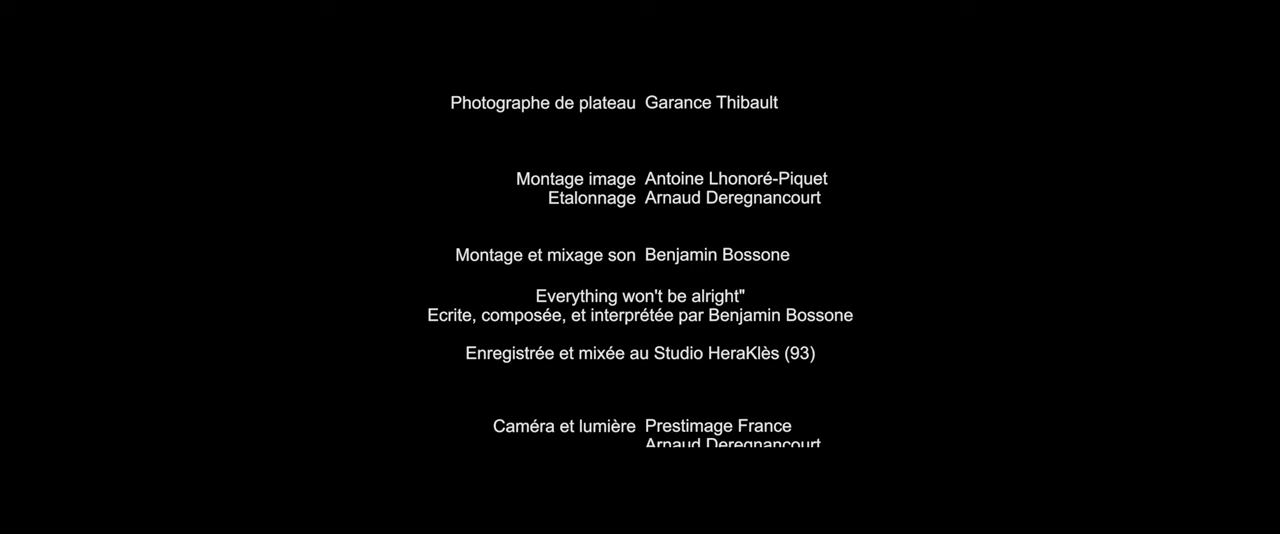 Photographe de plateau Garance Thibault
Montage image Antoine Lhonoré-Piquet
Etalonnage Arnaud Deregnancourt
Montage et mixage son Benjamin Bossone
Everything won't be alright"
Ecrite, composée, et interprétée par Benjamin Bossone
Enregistrée et mixée au Studio HeraKlès (93)
Caméra et lumière Prestimage France
Arnaud Deregnancourt